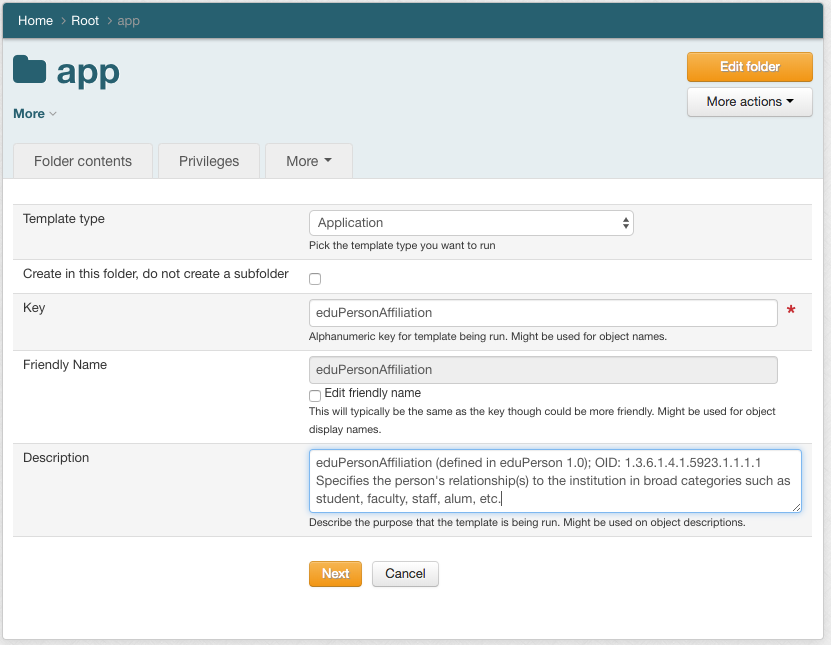 Home > Root > app
app
Edit folder
More actions
More
Folder contents Privileges More
Template type
Application
Pick the template type you want to run
Create in this folder, do not create a subfolder
Key
eduPersonAffiliation *
Alphanumeric key for template being run. Might be used for object names.
Friendly Name
eduPersonAffiliation
Edit friendly name
This will typically be the same as the key though could be more friendly. Might be used for object
display names.
Description
eduPersonAffiliation (defined in eduPerson 1.0); OID: 1.3.6.1.4.1.5923.1.1.1.1
Specifies the person's relationship(s) to the institution in broad categories such as
student, faculty, staff, alum, etc.
Describe the purpose that the template is being run. Might be used on object descriptions.
Next Cancel